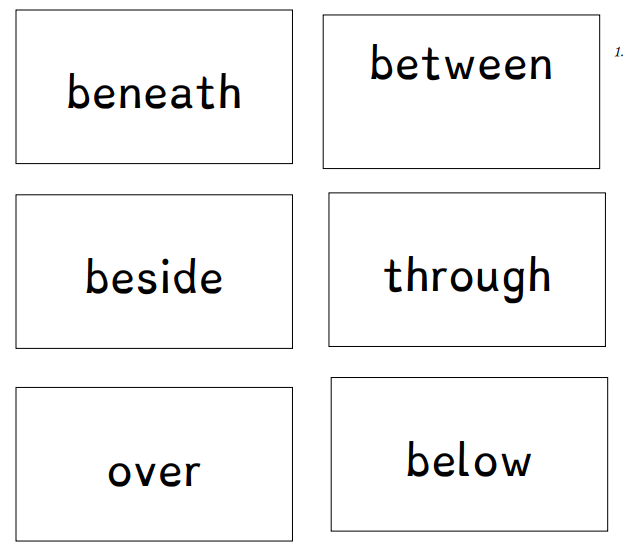 beneath
between
1.
beside
through
over
below